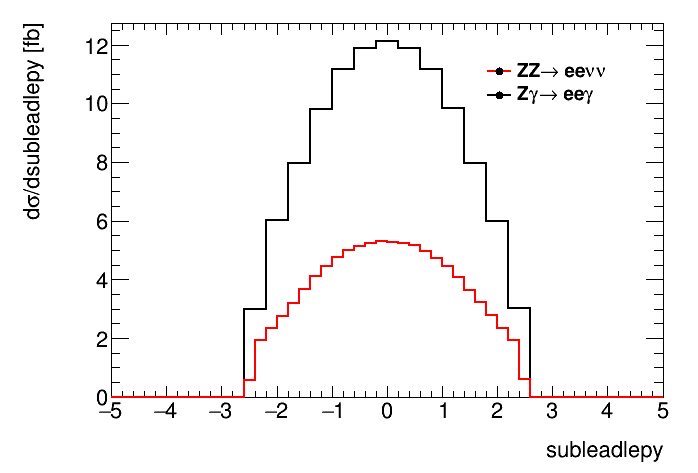 dσ/dsubleadlepy [fb]
12
10
8
6
4
2
0
ZZ→ eeνν
Zγ→ eeγ
−5 −4 −3 −2 −1 0 1 2 3 4 5
subleadlepy